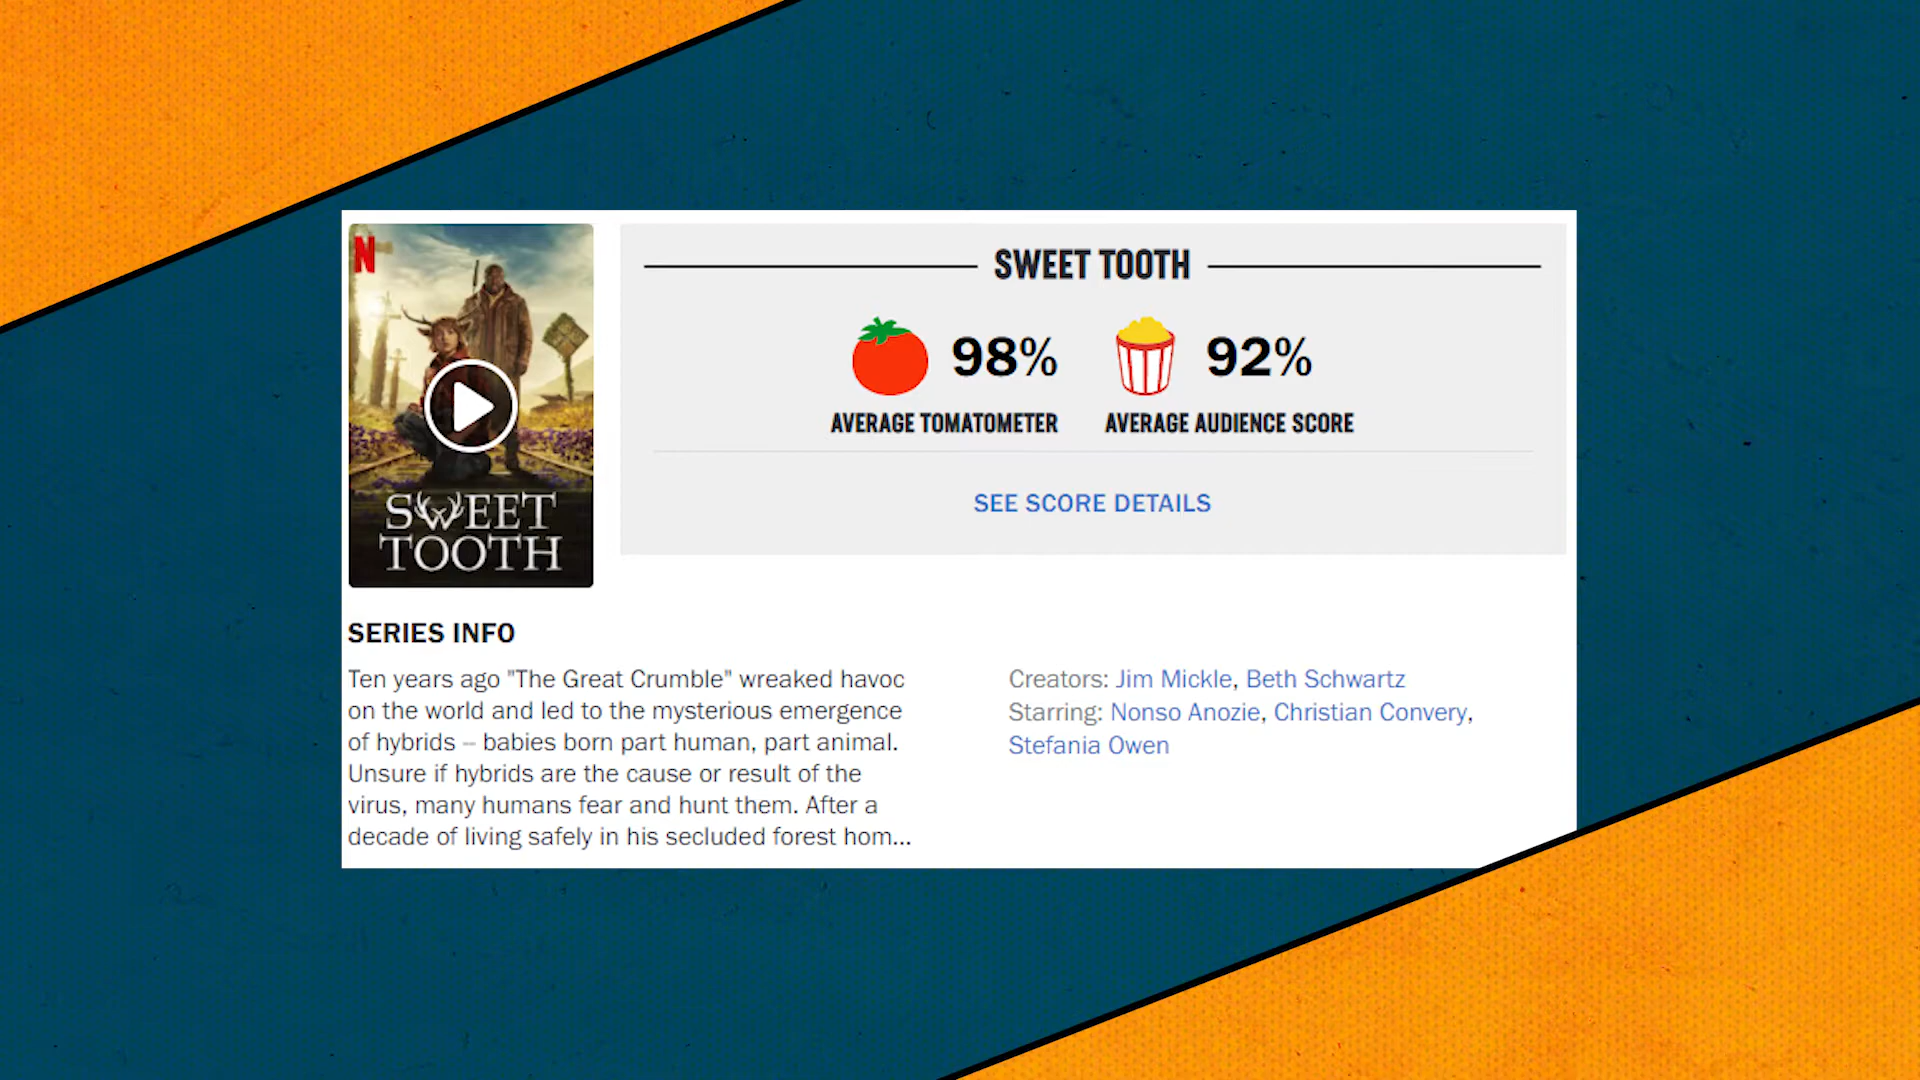 N
SWEET
TOOTH
SWEET TOOTH
98%
92%
AVERAGE TOMATOMETER
AVERAGE AUDIENCE SCORE
SEE SCORE DETAILS
SERIES INFO
Ten years ago "The Great Crumble" wreaked havoc
on the world and led to the mysterious emergence
of hybrids -- babies born part human, part animal.
Unsure if hybrids are the cause or result of the
virus, many humans fear and hunt them. After a
decade of living safely in his secluded forest hom...
Creators: Jim Mickle, Beth Schwartz
Starring: Nonso Anozie, Christian Convery,
Stefania Owen